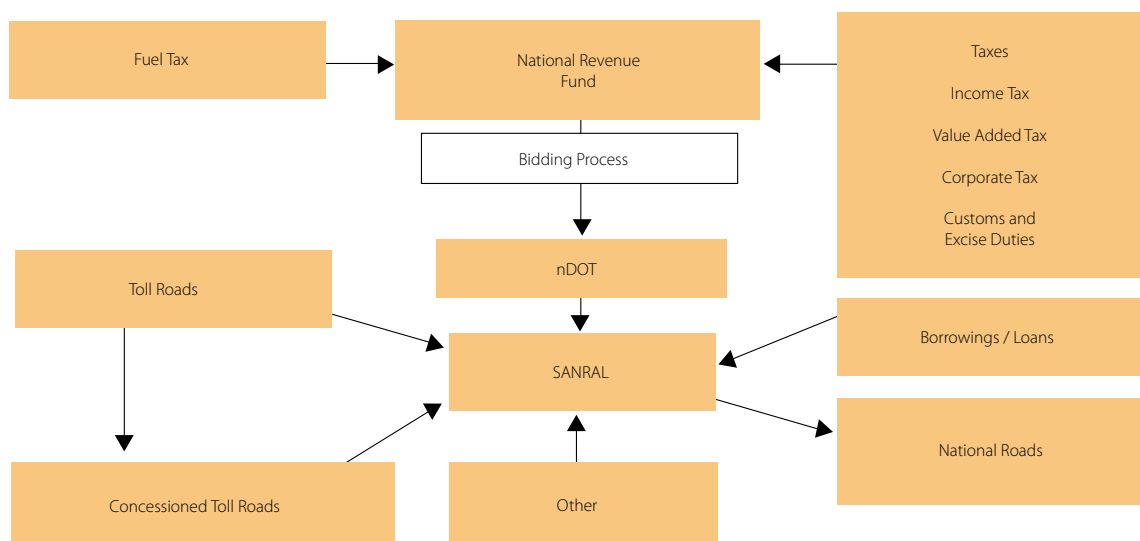 Fuel Tax
National Revenue
Fund
Taxes
Income Tax
Value Added Tax
Corporate Tax
Customs and
Excise Duties
Bidding Process
nDOT
Toll Roads
Borrowings / Loans
SANRAL
National Roads
Concessioned Toll Roads
Other